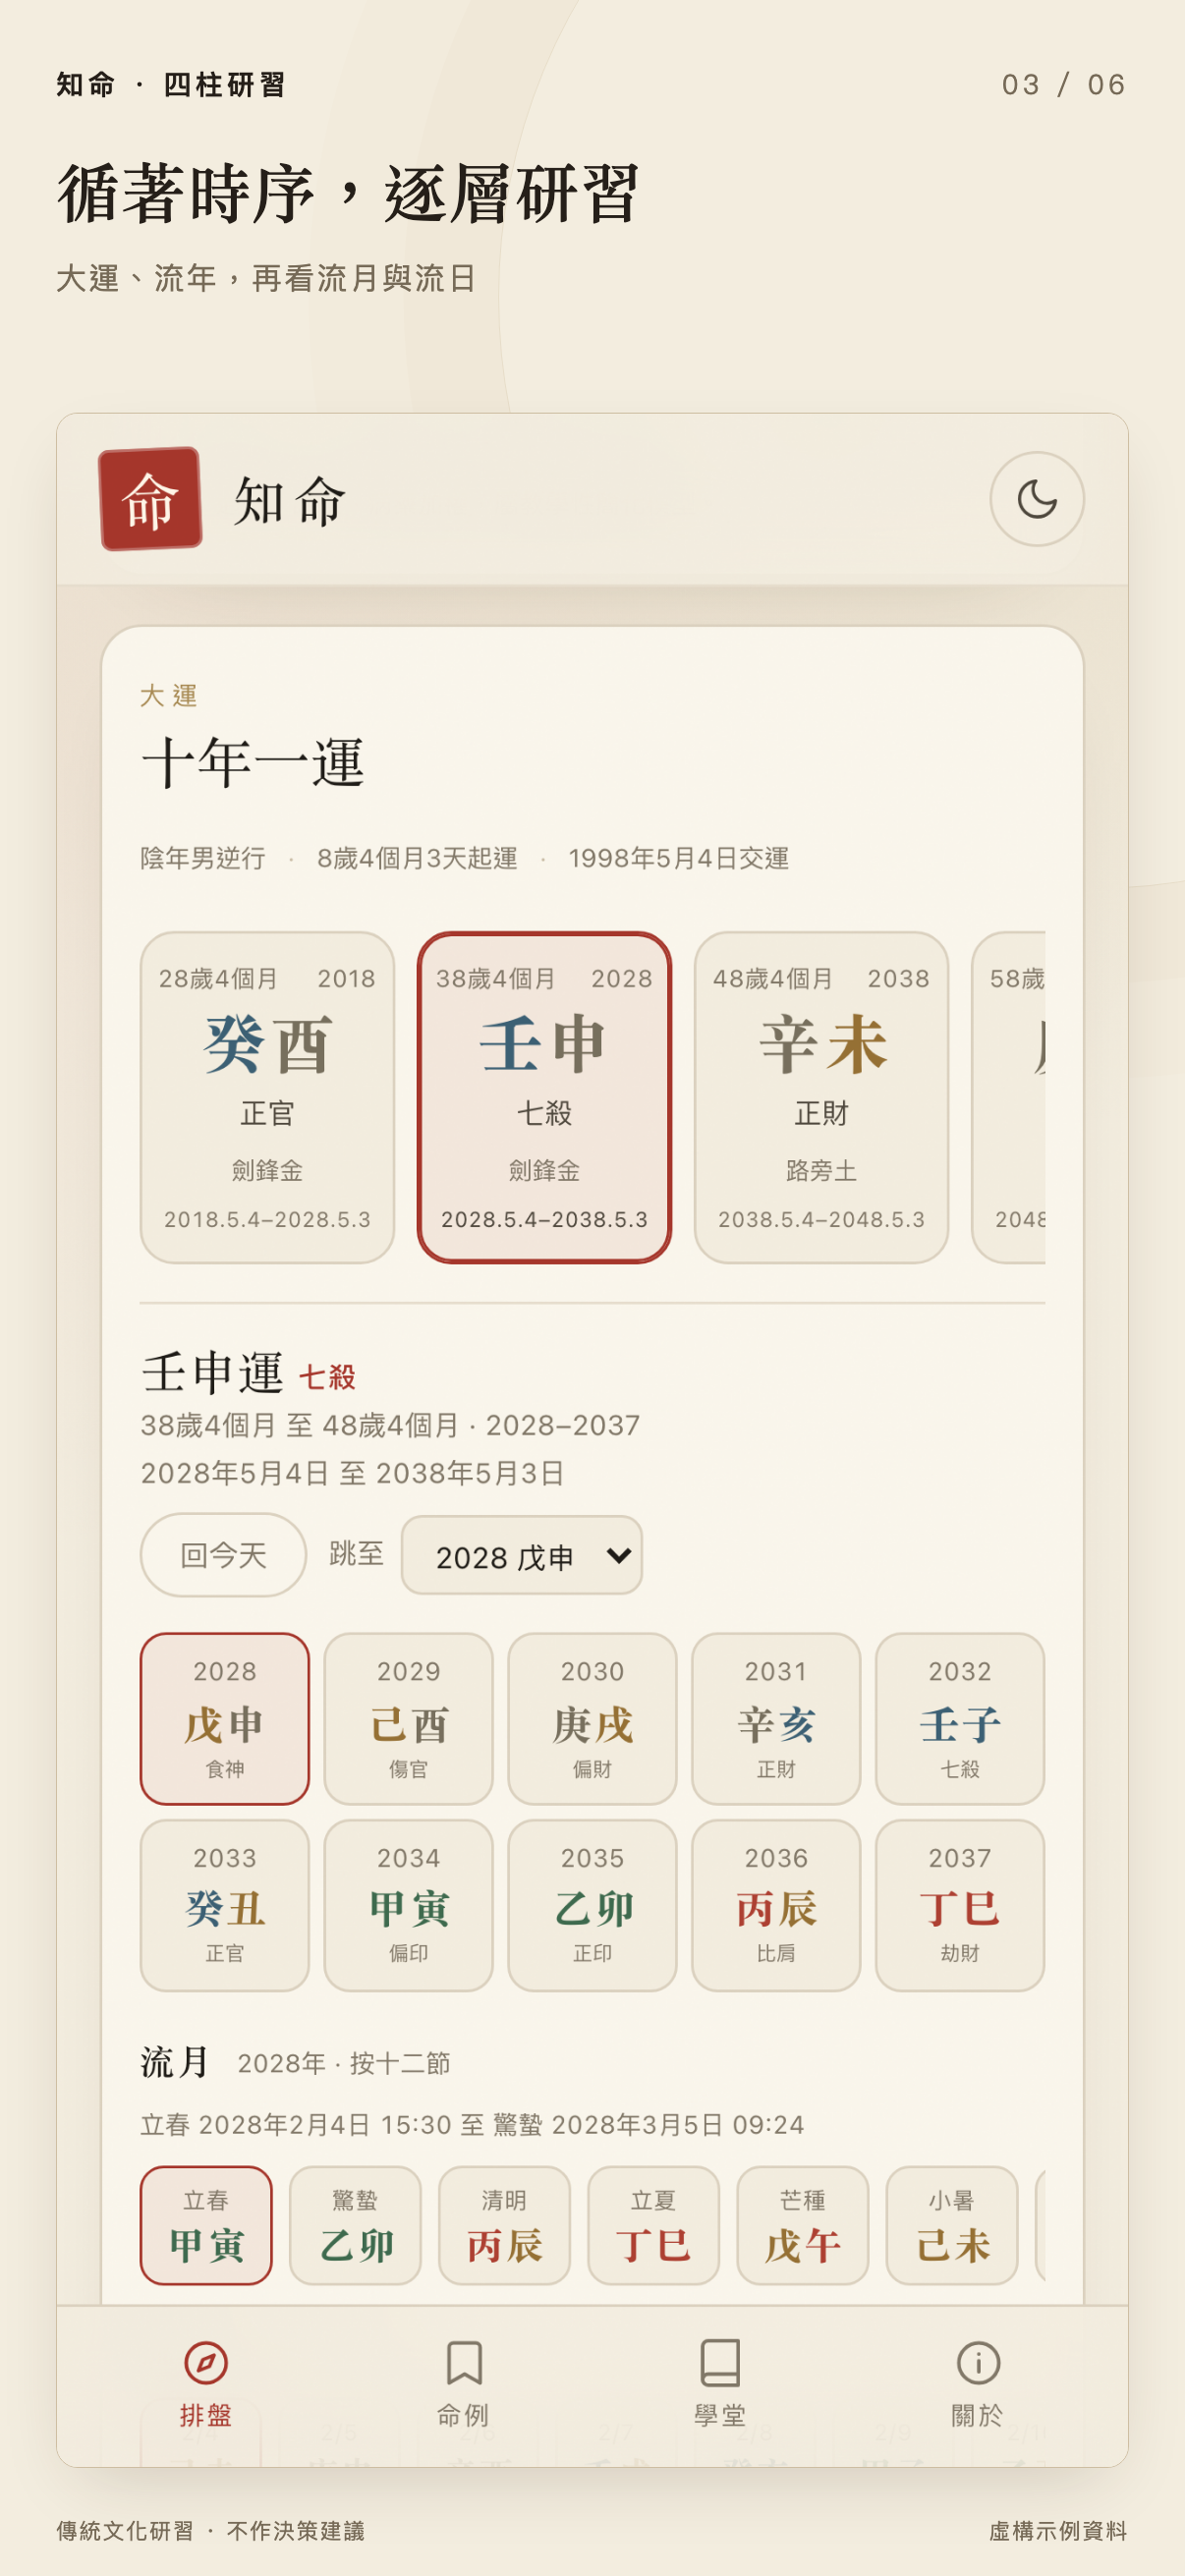 知命 · 四柱研習
03 / 06
循著時序，逐層研習
大運、流年，再看流月與流日
命
知命
大運
十年一運
陰年男逆行 · 8歲4個月3天起運 · 1998年5月4日交運
28歲4個月 2018
癸酉
正官
劍鋒金
2018.5.4–2028.5.3
38歲4個月 2028
壬申
七殺
劍鋒金
2028.5.4–2038.5.3
48歲4個月 2038
辛未
正財
路旁土
2038.5.4–2048.5.3
58歲
2048
壬申運 七殺
38歲4個月 至 48歲4個月 · 2028–2037
2028年5月4日 至 2038年5月3日
回今天 跳至 2028 戊申
2028
戊申
食神
2029
己酉
傷官
2030
庚戌
偏財
2031
辛亥
正財
2032
壬子
七殺
2033
癸丑
正官
2034
甲寅
偏印
2035
乙卯
正印
2036
丙辰
比肩
2037
丁巳
劫財
流月 2028年 · 按十二節
立春 2028年2月4日 15:30 至 驚蟄 2028年3月5日 09:24
立春
甲寅
驚蟄
乙卯
清明
丙辰
立夏
丁巳
芒種
戊午
小暑
己未
排盤
命例
學堂
關於
傳統文化研習 · 不作決策建議
虛構示例資料